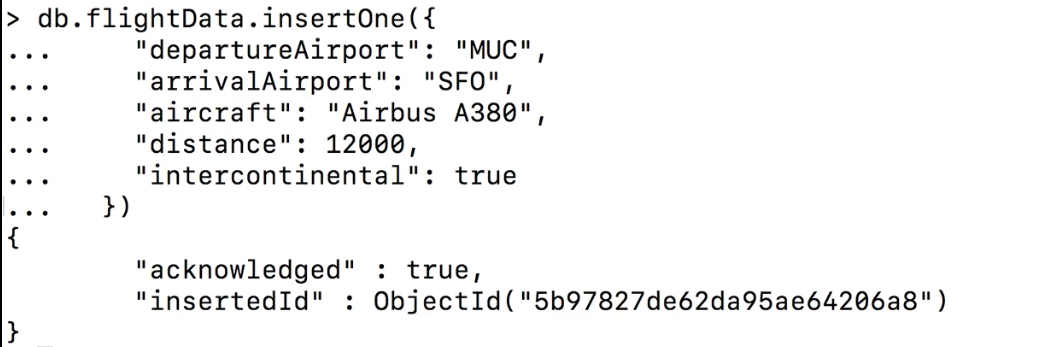 > db.flightData.insertOne({
...     "departureAirport": "MUC",
...     "arrivalAirport": "SFO",
...     "aircraft": "Airbus A380",
...     "distance": 12000,
...     "intercontinental": true
...   })
{
        "acknowledged" : true,
        "insertedId" : ObjectId("5b97827de62da95ae64206a8")
}